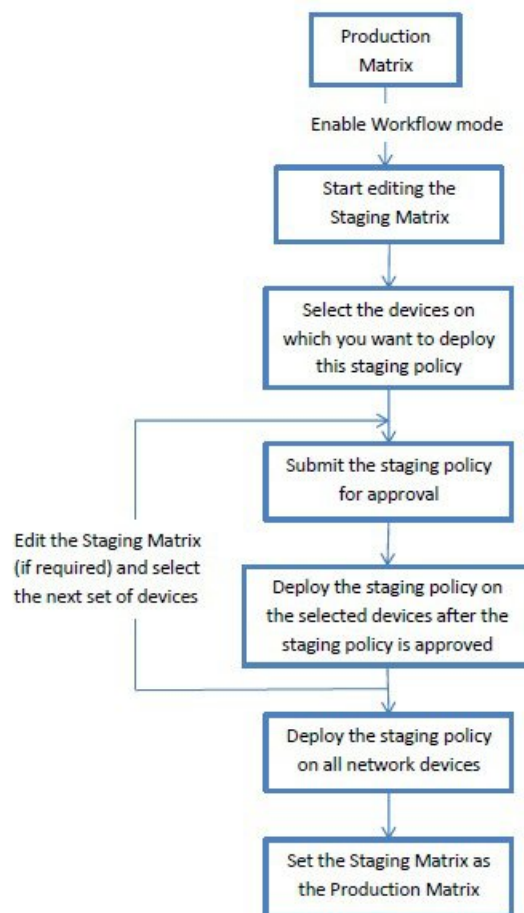 Production
Matrix
Enable Workflow mode
Start editing the
Staging Matrix
Select the devices on
which you want to deploy
this staging policy
Submit the staging policy
for approval
Edit the Staging Matrix
(if required) and select
the next set of devices
Deploy the staging policy on
the selected devices after the
staging policy is approved
Deploy the staging policy
on all network devices
Set the Staging Matrix as
the Production Matrix